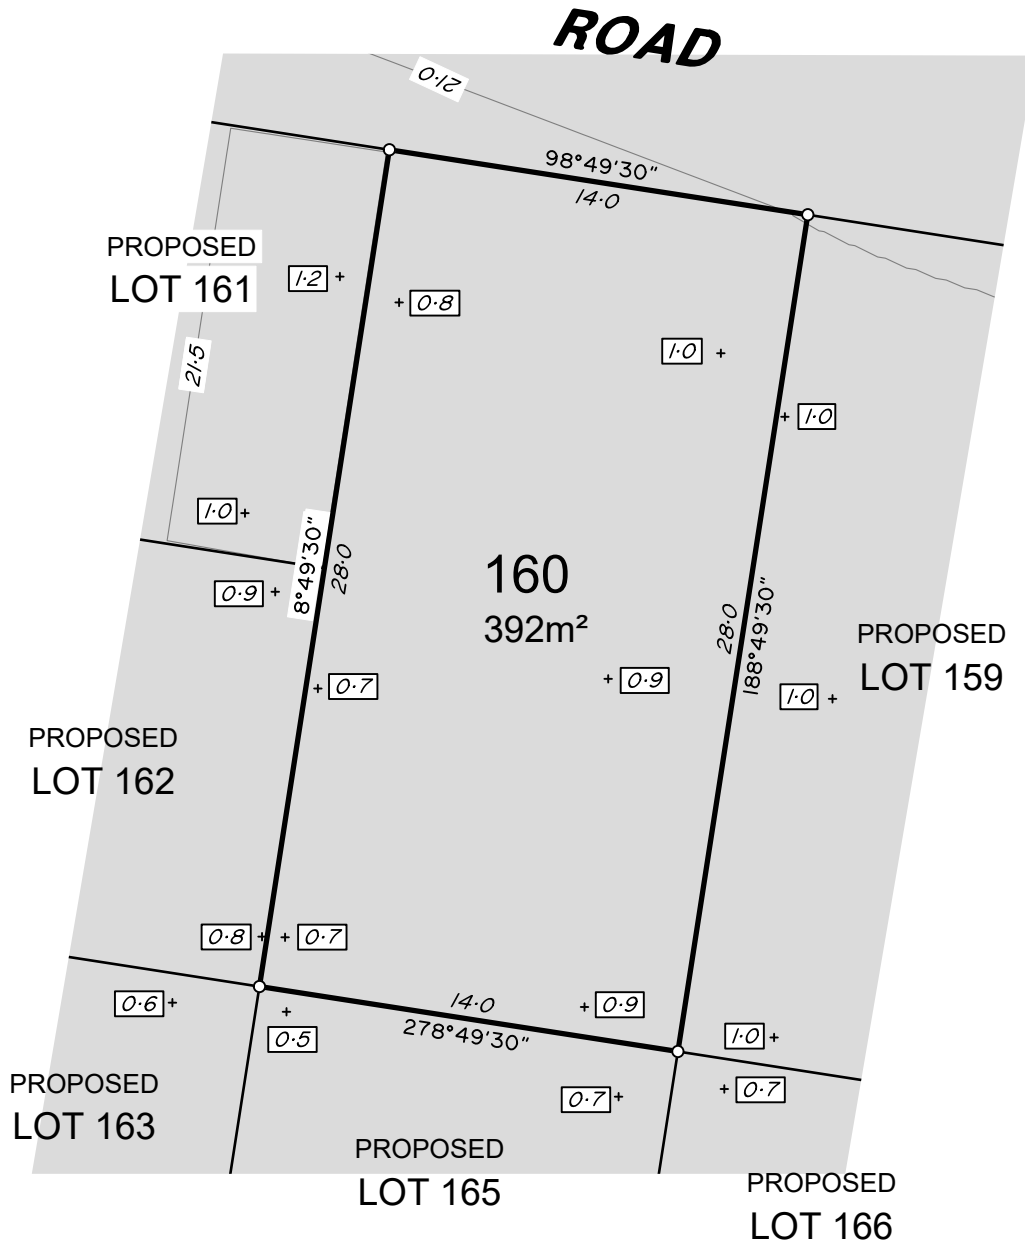 ROAD
21·0
98°49'30"
14·0
PROPOSED
LOT 161
1·2
0·8
1·0
21·5
1·0
1·0
8°49'30"
28·0
160
392m²
0·9
28·0
188°49'30"
PROPOSED
LOT 159
0·7
0·9
1·0
PROPOSED
LOT 162
0·8
0·7
0·6
14·0
278°49'30"
0·9
0·5
1·0
PROPOSED
LOT 163
0·7
0·7
PROPOSED
LOT 165
PROPOSED
LOT 166